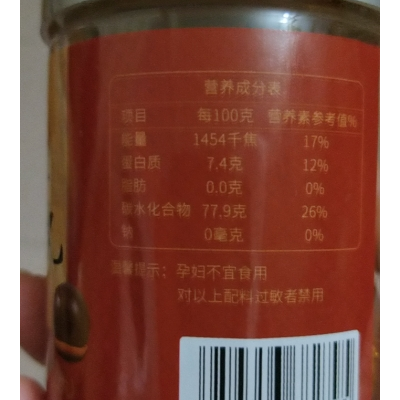 营养成分表
项目 每100克 营养素参考值%
能量 1454千焦 17%
蛋白质 7.4克 12%
脂肪 0.0克 0%
碳水化合物 77.9克 26%
钠 0毫克 0%
温馨提示：孕妇不宜食用
对以上配料过敏者禁用